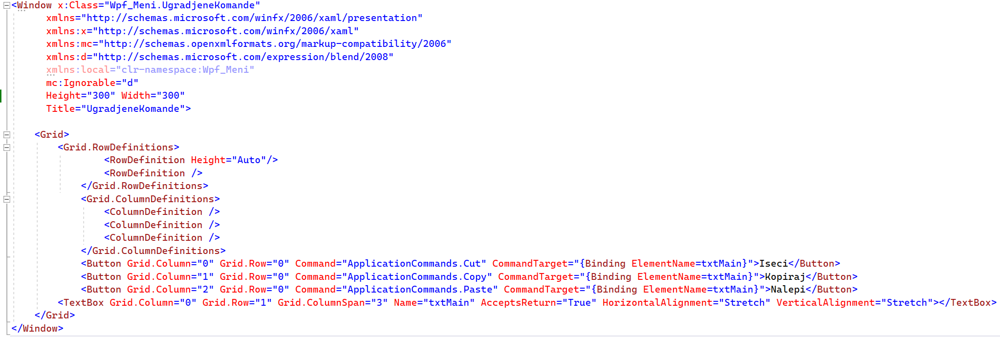 <Window x:Class="Wpf_Meni.UgradjeneKomande"
xmlns="http://schemas.microsoft.com/winfx/2006/xaml/presentation"
xmlns:x="http://schemas.microsoft.com/winfx/2006/xaml"
xmlns:mc="http://schemas.openxmlformats.org/markup-compatibility/2006"
xmlns:d="http://schemas.microsoft.com/expression/blend/2008"
xmlns:local="clr-namespace:Wpf_Meni"
mc:Ignorable="d"
Height="300" Width="300"
Title="UgradjeneKomande">
<Grid>
<Grid.RowDefinitions>
<RowDefinition Height="Auto"/>
<RowDefinition />
</Grid.RowDefinitions>
<Grid.ColumnDefinitions>
<ColumnDefinition />
<ColumnDefinition />
<ColumnDefinition />
</Grid.ColumnDefinitions>
<Button Grid.Column="0" Grid.Row="0" Command="ApplicationCommands.Cut" CommandTarget="{Binding ElementName=txtMain}">Iseci</Button>
<Button Grid.Column="1" Grid.Row="0" Command="ApplicationCommands.Copy" CommandTarget="{Binding ElementName=txtMain}">Kopiraj</Button>
<Button Grid.Column="2" Grid.Row="0" Command="ApplicationCommands.Paste" CommandTarget="{Binding ElementName=txtMain}">Nalepi</Button>
<TextBox Grid.Column="0" Grid.Row="1" Grid.ColumnSpan="3" Name="txtMain" AcceptsReturn="True" HorizontalAlignment="Stretch" VerticalAlignment="Stretch"></TextBox>
</Grid>
</Window>